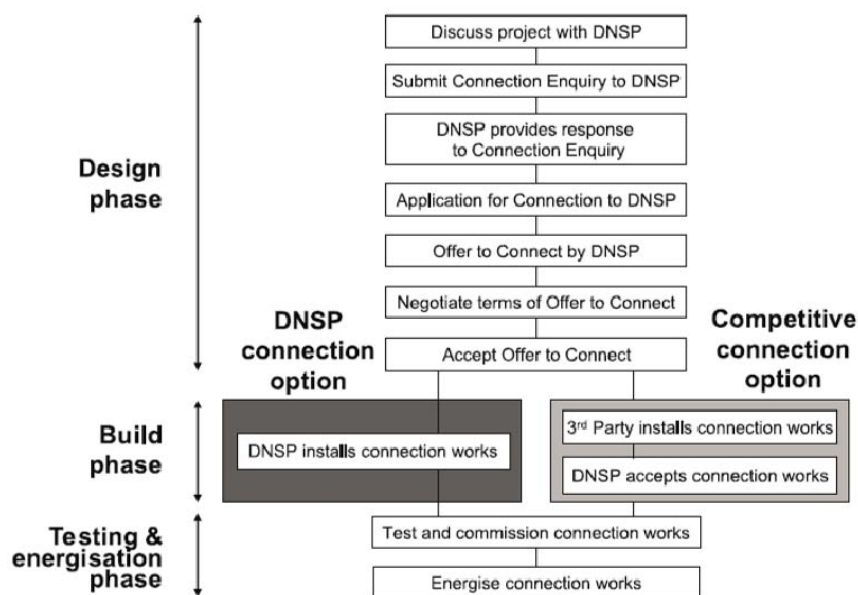 Discuss project with DNSP
Submit Connection Enquiry to DNSP
DNSP provides response
to Connection Enquiry
Design
phase
Application for Connection to DNSP
Offer to Connect by DNSP
Negotiate terms of Offer to Connect
DNSP
connection
option
Competitive
connection
option
Accept Offer to Connect
Build
phase
DNSP installs connection works
3rd Party installs connection works
DNSP accepts connection works
Testing &
energisation
phase
Test and commission connection works
Energise connection works